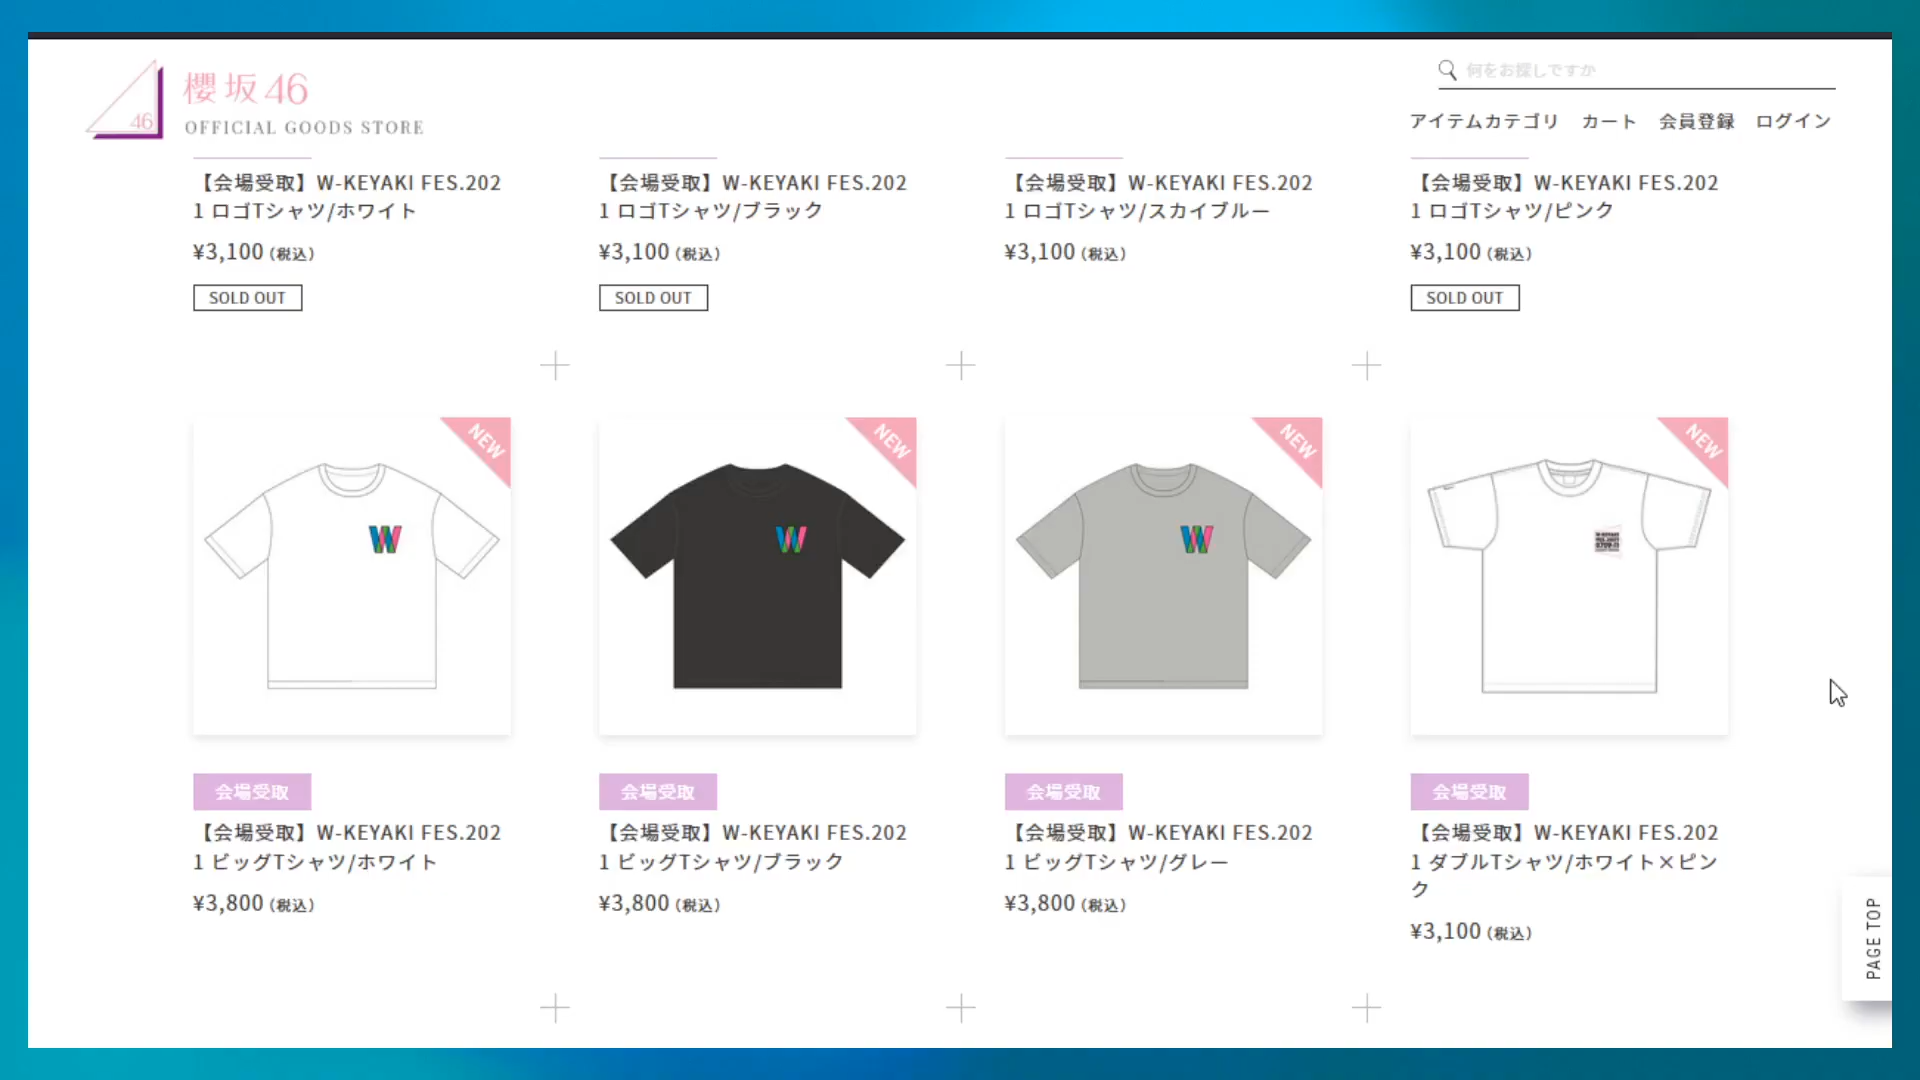 46
櫻坂46
OFFICIAL GOODS STORE
何をお探しですか
アイテムカテゴリ カート 会員登録 ログイン
【会場受取】W-KEYAKI FES.202
1 ロゴTシャツ/ホワイト
¥3,100 (税込)
SOLD OUT
【会場受取】W-KEYAKI FES.202
1 ロゴTシャツ/ブラック
¥3,100 (税込)
SOLD OUT
【会場受取】W-KEYAKI FES.202
1 ロゴTシャツ/スカイブルー
¥3,100 (税込)
【会場受取】W-KEYAKI FES.202
1 ロゴTシャツ/ピンク
¥3,100 (税込)
SOLD OUT
NEW
W
会場受取
【会場受取】W-KEYAKI FES.202
1 ビッグTシャツ/ホワイト
¥3,800 (税込)
NEW
W
会場受取
【会場受取】W-KEYAKI FES.202
1 ビッグTシャツ/ブラック
¥3,800 (税込)
NEW
W
会場受取
【会場受取】W-KEYAKI FES.202
1 ビッグTシャツ/グレー
¥3,800 (税込)
NEW
W-KEYAKI
会場受取
【会場受取】W-KEYAKI FES.202
1 ダブルTシャツ/ホワイト×ピン
ク
¥3,100 (税込)
PAGE TOP